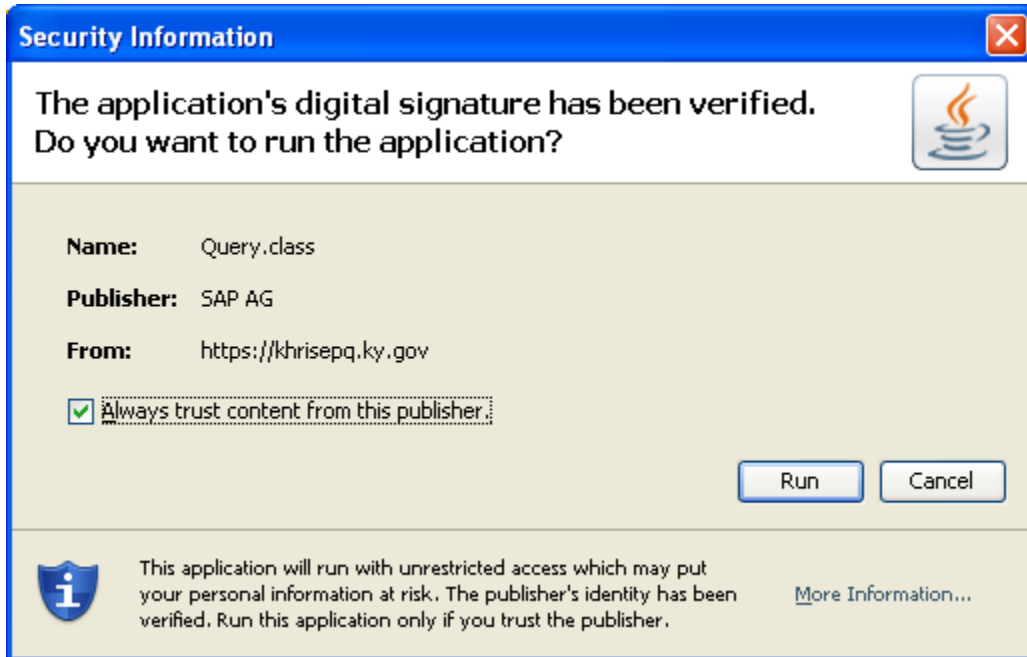 Security Information
The application's digital signature has been verified.
Do you want to run the application?
Name: Query.class
Publisher: SAP AG
From: https://khrisepq.ky.gov
Always trust content from this publisher.
Run Cancel
This application will run with unrestricted access which may put
your personal information at risk. The publisher's identity has been
verified. Run this application only if you trust the publisher.
More Information...